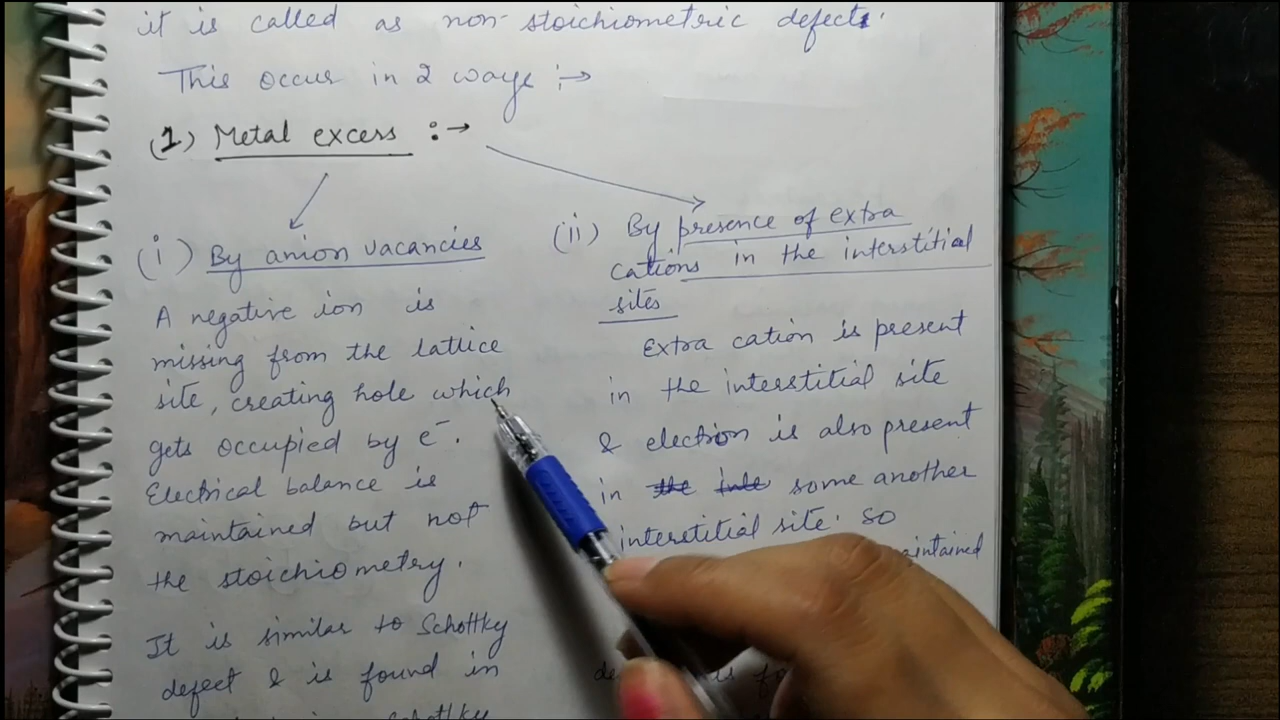 it is called as non-stoichiometric defect.
This occur in 2 ways :→
(1) Metal excess :→
(i) By anion vacancies
A negative ion is
missing from the lattice
site, creating hole which
gets occupied by e⁻.
Electrical balance is
maintained but not
the stoichiometry.
It is similar to Schottky
defect & is found in
Schottky
(ii) By presence of extra
cations in the interstitial
sites
Extra cation is present
in the interstitial site
& electron is also present
in the inte some another
interstitial site. So
maintained